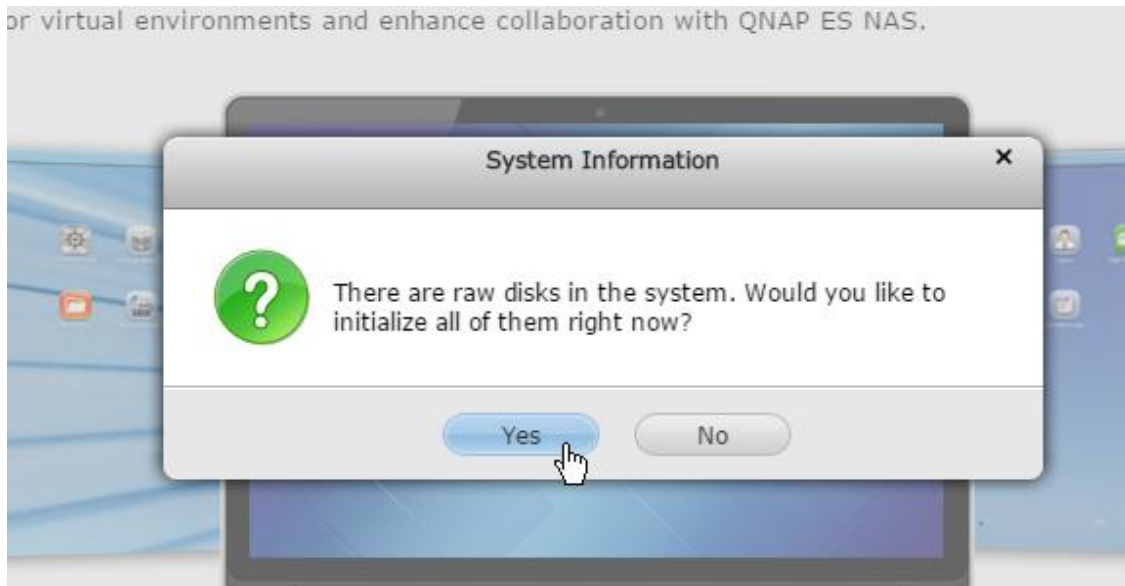 or virtual environments and enhance collaboration with QNAP ES NAS.
System Information
There are raw disks in the system. Would you like to
initialize all of them right now?
Yes
No